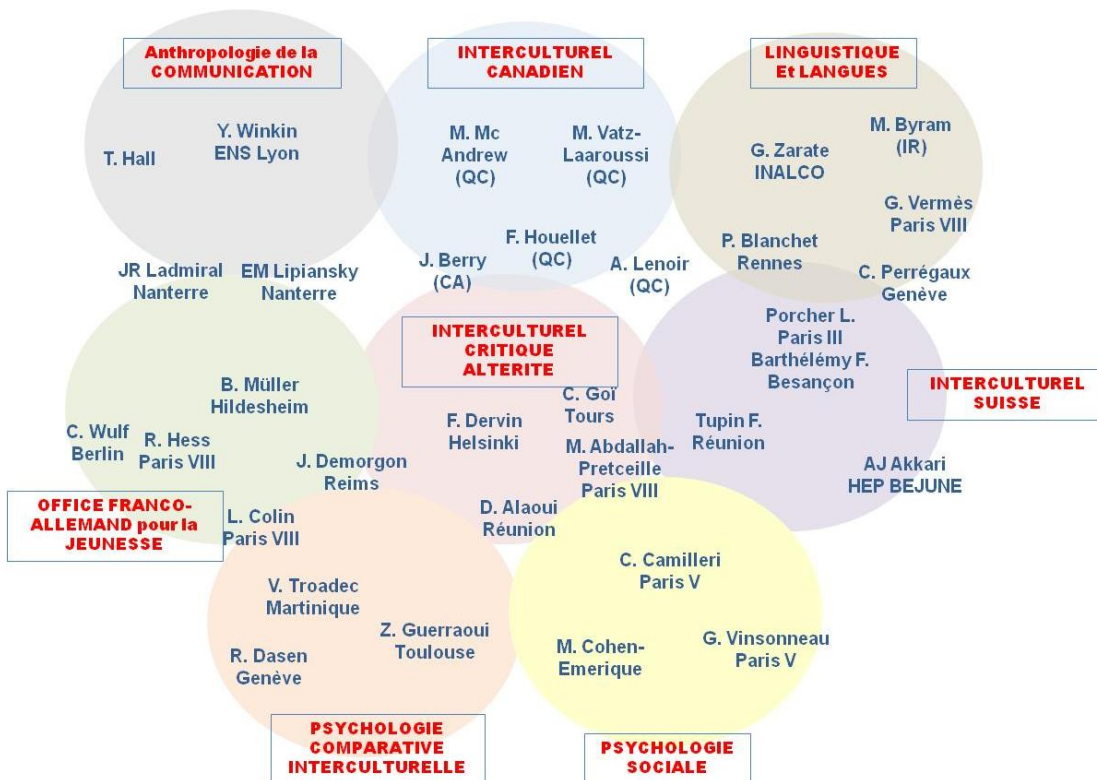 Anthropologie de la
COMMUNICATION
INTERCULTUREL
CANADIEN
LINGUISTIQUE
Et LANGUES
T. Hall
Y. Winkin
ENS Lyon
M. Mc
Andrew
(QC)
M. Vatz-
Laaroussi
(QC)
G. Zarate
INALCO
M. Byram
(IR)
G. Vermès
Paris VIII
F. Houellet
(QC)
J. Berry
(CA)
A. Lenoir
(QC)
P. Blanchet
Rennes
C. Perrégaux
Genève
JR Ladmiral
Nanterre
EM Lipiansky
Nanterre
INTERCULTUREL
CRITIQUE
ALTERITE
Porcher L.
Paris III
Barthélémy F.
Besançon
INTERCULTUREL
SUISSE
B. Müller
Hildesheim
C. Wulf
Berlin
R. Hess
Paris VIII
J. Demorgon
Reims
F. Dervin
Helsinki
C. Goï
Tours
M. Abdallah-
Pretceille
Paris VIII
Tupin F.
Réunion
AJ Akkari
HEP BEJUNE
OFFICE FRANCO-
ALLEMAND pour la
JEUNESSE
L. Colin
Paris VIII
D. Alaoui
Réunion
V. Troadec
Martinique
Z. Guerraoui
Toulouse
R. Dasen
Genève
C. Camilleri
Paris V
M. Cohen-
Emerique
G. Vinsonneau
Paris V
PSYCHOLOGIE
COMPARATIVE
INTERCULTURELLE
PSYCHOLOGIE
SOCIALE